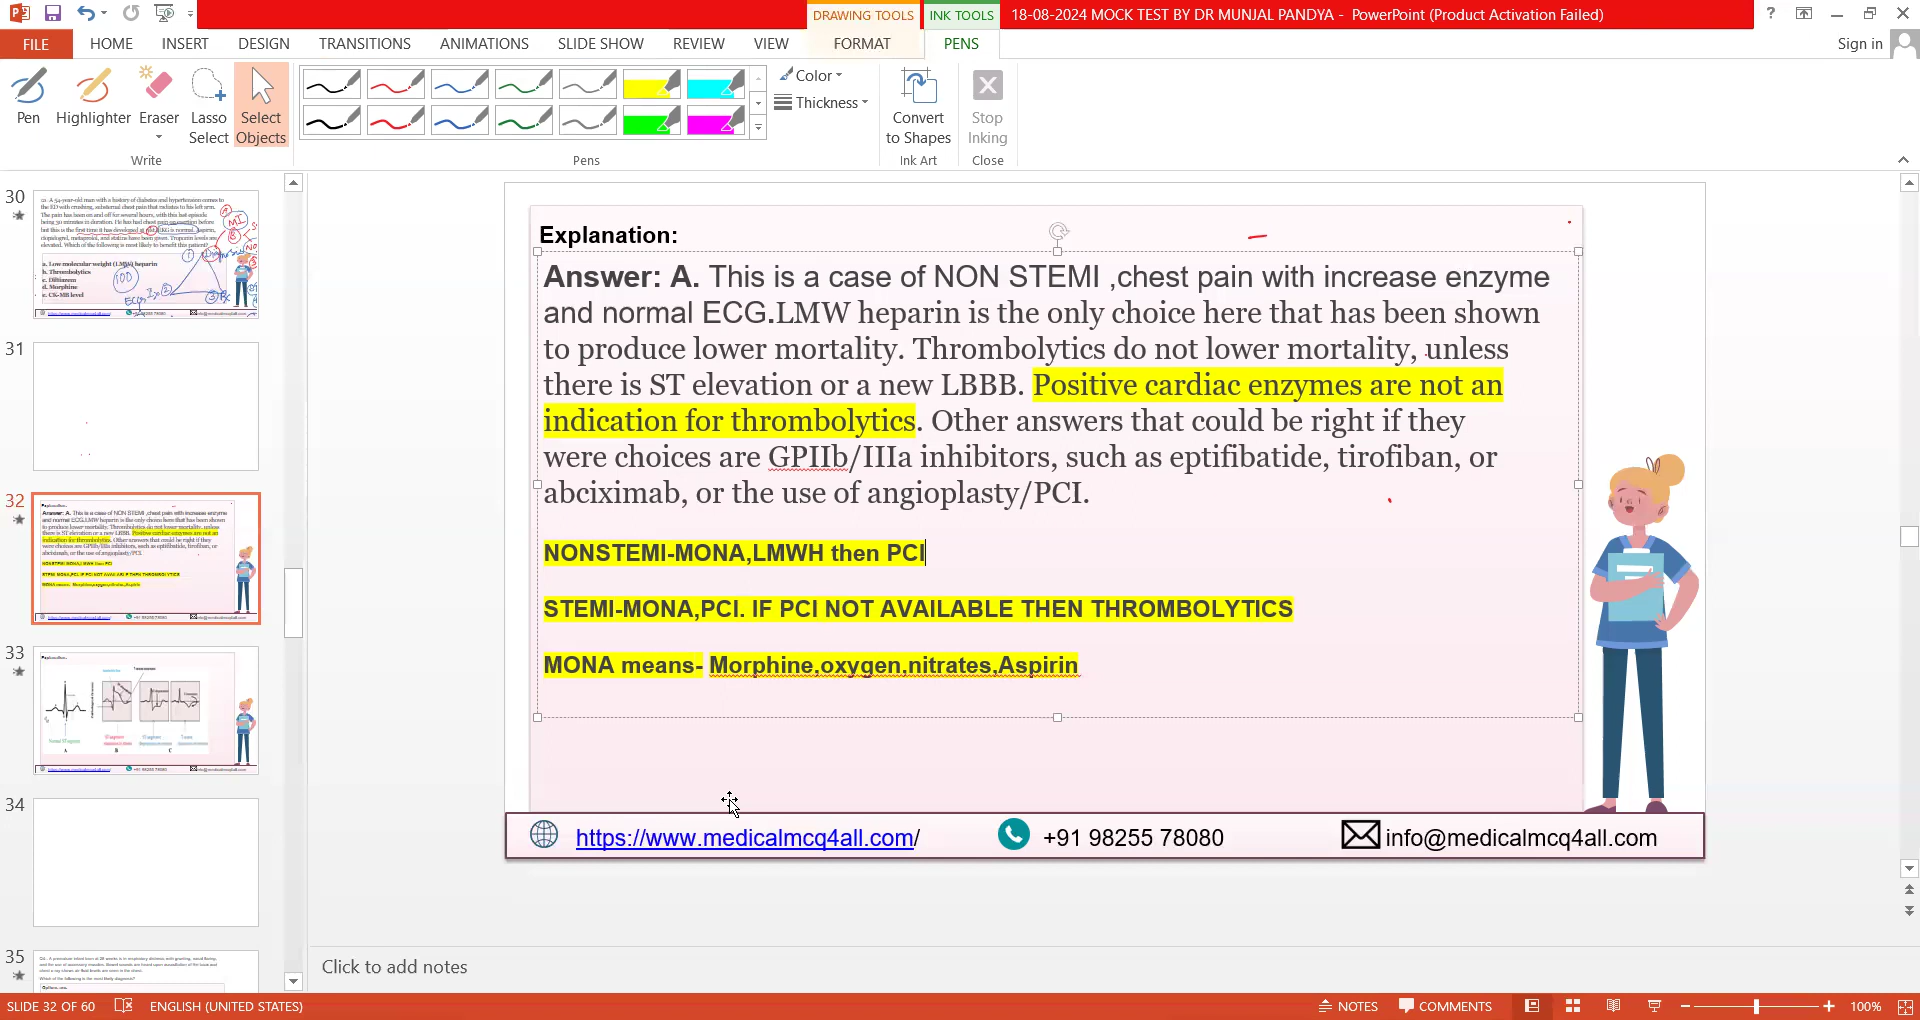 DRAWING TOOLS
INK TOOLS
18-08-2024 MOCK TEST BY DR MUNJAL PANDYA - PowerPoint (Product Activation Failed)
?
FILE
HOME
INSERT
DESIGN
TRANSITIONS
ANIMATIONS
SLIDE SHOW
REVIEW
VIEW
FORMAT
PENS
Sign in
Pen
Highlighter
Eraser
Lasso
Select
Select
Objects
Color
Thickness
Convert
to Shapes
Stop
Inking
Write
Pens
Ink Art
Close
30
31
32
33
34
35
Explanation:
Answer: A. This is a case of NON STEMI ,chest pain with increase enzyme
and normal ECG.LMW heparin is the only choice here that has been shown
to produce lower mortality. Thrombolytics do not lower mortality, unless
there is ST elevation or a new LBBB. Positive cardiac enzymes are not an
indication for thrombolytics. Other answers that could be right if they
were choices are GPIIb/IIIa inhibitors, such as eptifibatide, tirofiban, or
abciximab, or the use of angioplasty/PCI.
NONSTEMI-MONA,LMWH then PCI
STEMI-MONA,PCI. IF PCI NOT AVAILABLE THEN THROMBOLYTICS
MONA means- Morphine,oxygen,nitrates,Aspirin
https://www.medicalmcq4all.com/
+91 98255 78080
info@medicalmcq4all.com
Click to add notes
SLIDE 32 OF 60
ENGLISH (UNITED STATES)
NOTES
COMMENTS
100%